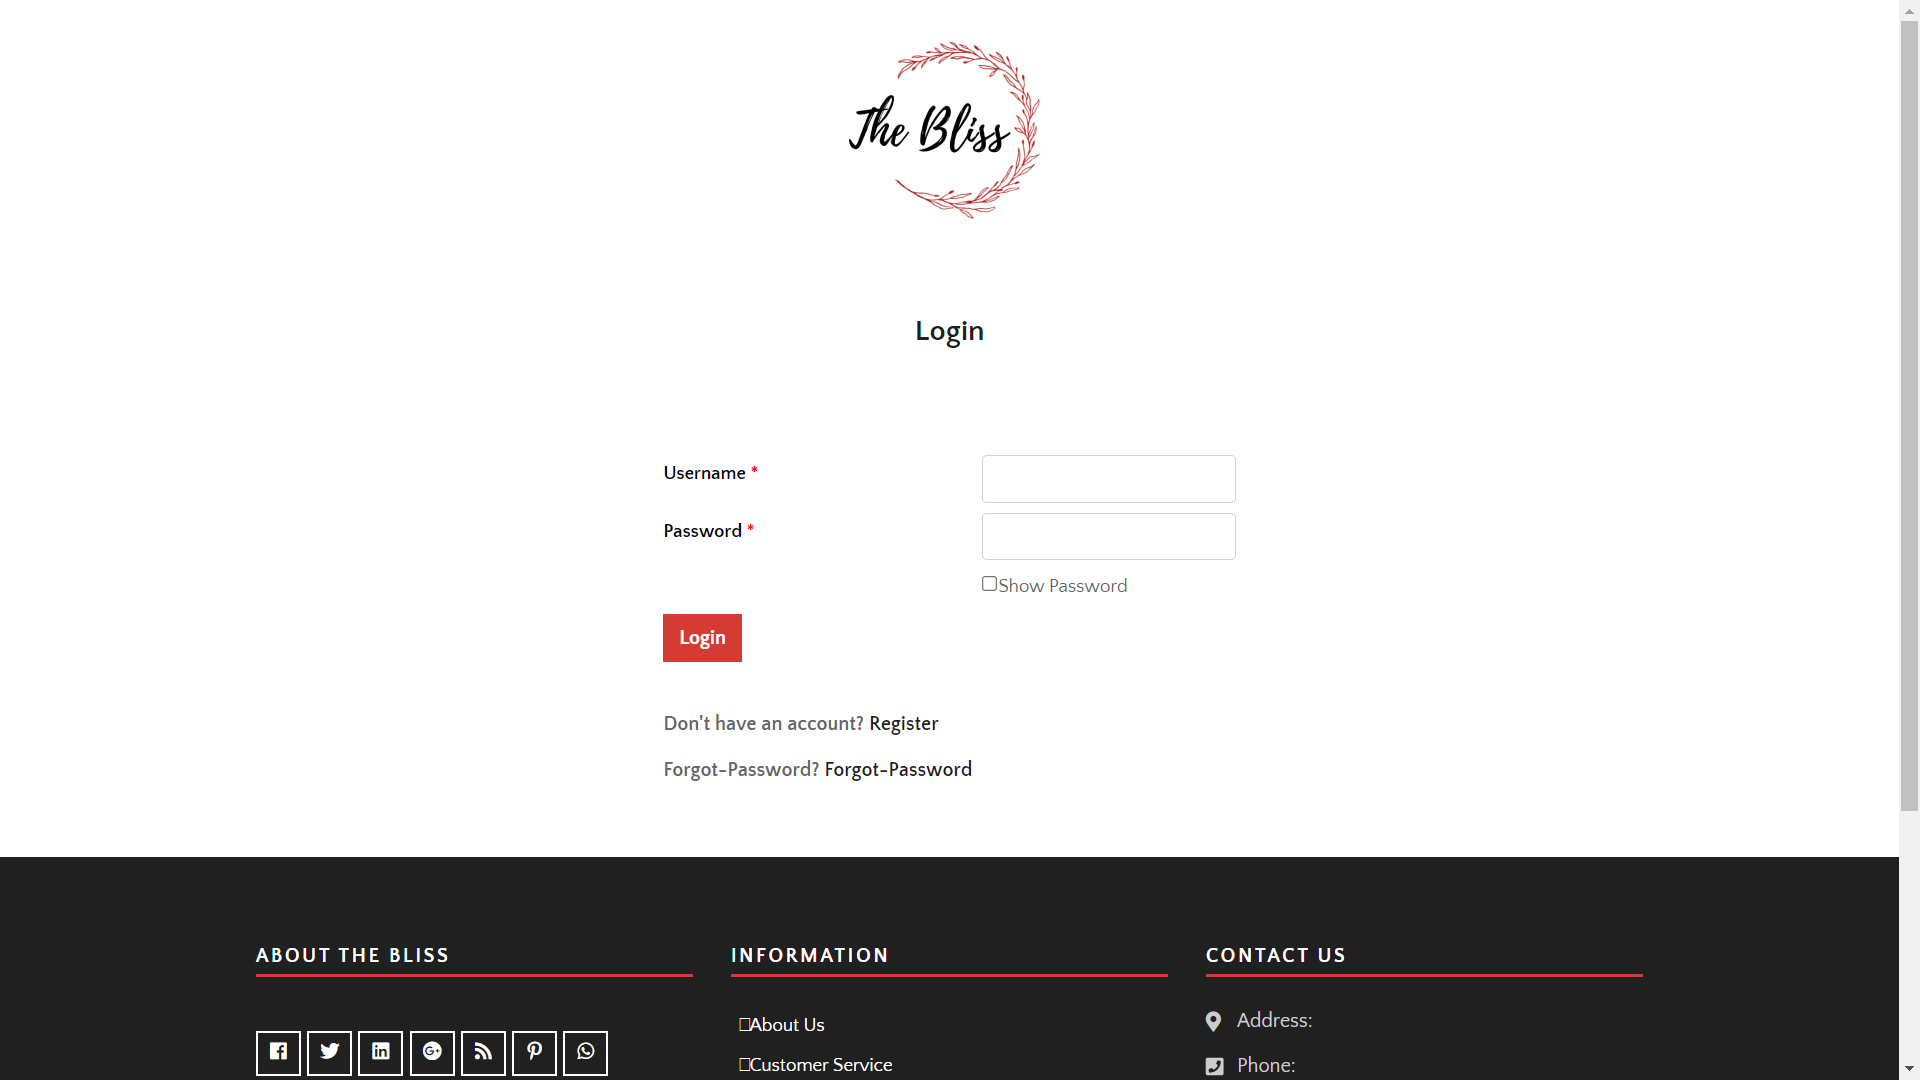 The Bliss
Login
Username *
Password *
Show Password
Login
Don't have an account? Register
Forgot-Password? Forgot-Password
ABOUT THE BLISS
INFORMATION
About Us
Customer Service
CONTACT US
Address:
Phone: